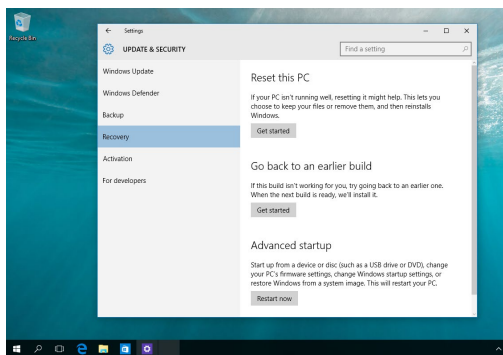 Recycle Bin
Settings
UPDATE & SECURITY
Find a setting
Windows Update
Windows Defender
Backup
Recovery
Activation
For developers
Reset this PC
If your PC isn't running well, resetting it might help. This lets you
choose to keep your files or remove them, and then reinstalls
Windows.
Get started
Go back to an earlier build
If this build isn't working for you, try going back to an earlier one.
When the next build is ready, we'll install it.
Get started
Advanced startup
Start up from a device or disc (such as a USB drive or DVD), change
your PC's firmware settings, change Windows startup settings, or
restore Windows from a system image. This will restart your PC.
Restart now